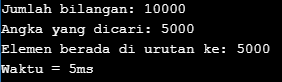 Jumlah bilangan: 10000
Angka yang dicari: 5000
Elemen berada di urutan ke: 5000
Waktu = 5ms